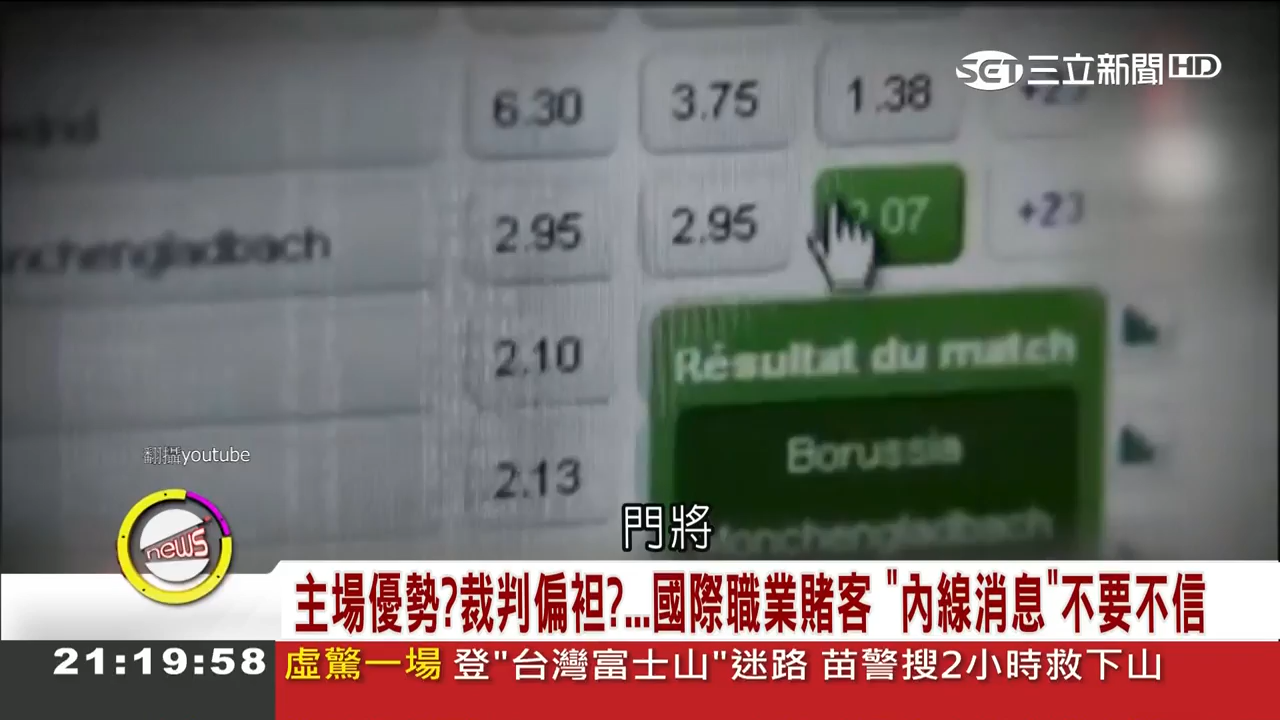 SET三立新聞HD
6.30 3.75 1.38
2.95 2.95 2.07 +23
nchengladbach
2.10
Résultat du match
翻攝youtube
Borussia
2.13
門將
onchengladbach
news
主場優勢?裁判偏袒?...國際職業賭客 "內線消息"不要不信
21:19:58 虛驚一場 登"台灣富士山"迷路 苗警搜2小時救下山